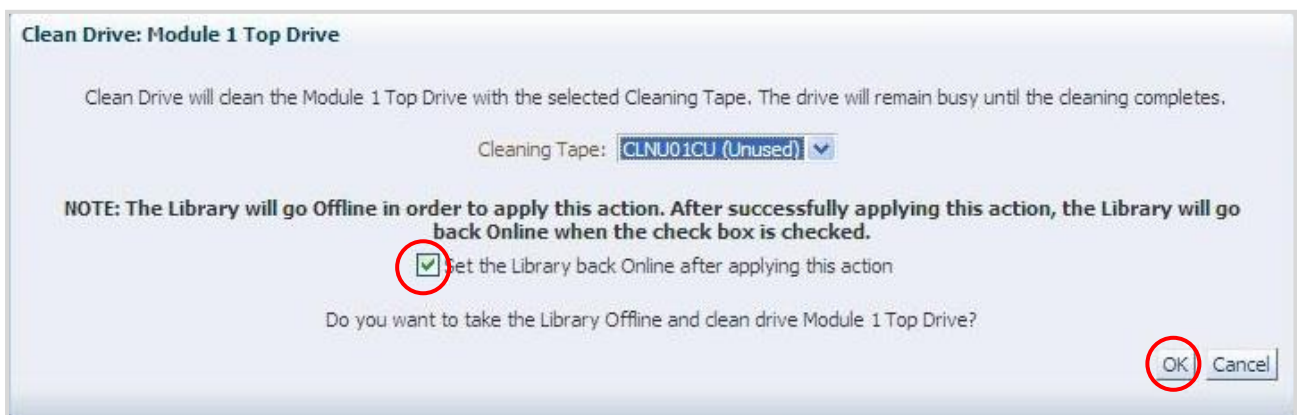 Clean Drive: Module 1 Top Drive
Clean Drive will clean the Module 1 Top Drive with the selected Cleaning Tape. The drive will remain busy until the cleaning completes.
Cleaning Tape: CLNU01CU (Unused)
NOTE: The Library will go Offline in order to apply this action. After successfully applying this action, the Library will go
back Online when the check box is checked.
Set the Library back Online after applying this action
Do you want to take the Library Offline and clean drive Module 1 Top Drive?
OK Cancel